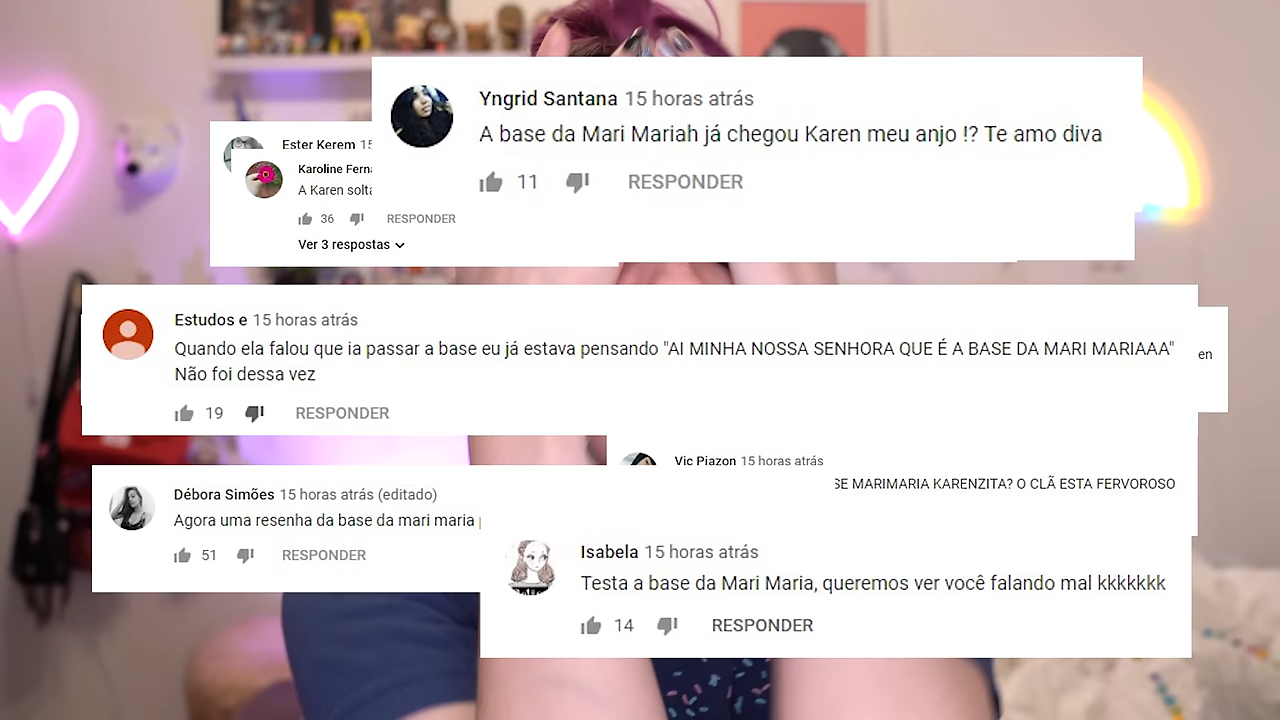 Yngrid Santana 15 horas atrás
A base da Mari Mariah já chegou Karen meu anjo !? Te amo diva
11 RESPONDER
Ester Kerem 15
Karoline
A Karen
36 RESPONDER
Ver 3 respostas
Estudos e 15 horas atrás
Quando ela falou que ia passar a base eu já estava pensando "AI MINHA NOSSA SENHORA QUE É A BASE DA MARI MARIAAA"
Não foi dessa vez
en
19 RESPONDER
Vic Piazon 15 horas atrás
MARIMARIA KARENZITA? O CLÃ ESTA FERVOROSO
Débora Simões 15 horas atrás (editado)
Agora uma resenha da base da mari maria
51 RESPONDER
Isabela 15 horas atrás
Testa a base da Mari Maria, queremos ver você falando mal kkkkkkk
14 RESPONDER